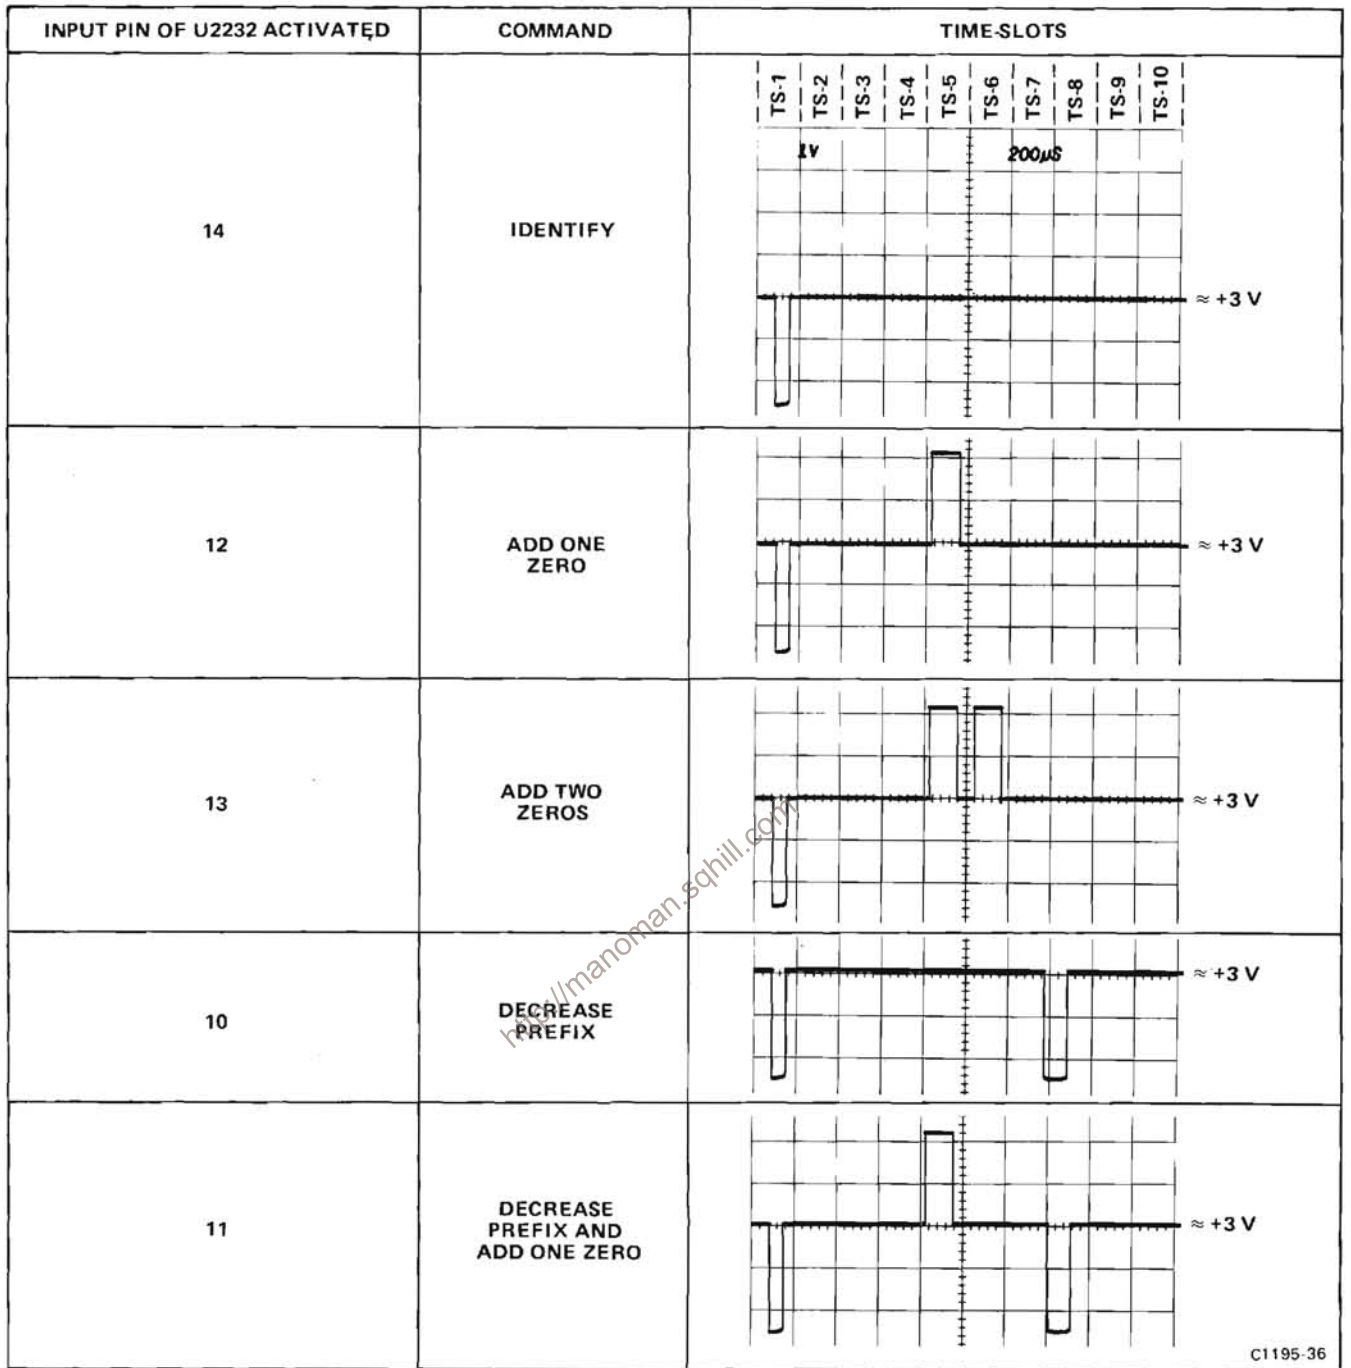 INPUT PIN OF U2232 ACTIVATED
COMMAND
TIME-SLOTS
TS-1
TS-2
TS-3
TS-4
TS-5
TS-6
TS-7
TS-8
TS-9
TS-10
1V
200µS
14
IDENTIFY
≈ +3 V
12
ADD ONE
ZERO
≈ +3 V
13
ADD TWO
ZEROS
≈ +3 V
10
DECREASE
PREFIX
≈ +3 V
11
DECREASE
PREFIX AND
ADD ONE ZERO
≈ +3 V
http://manoman.sqhill.com
C1195-36